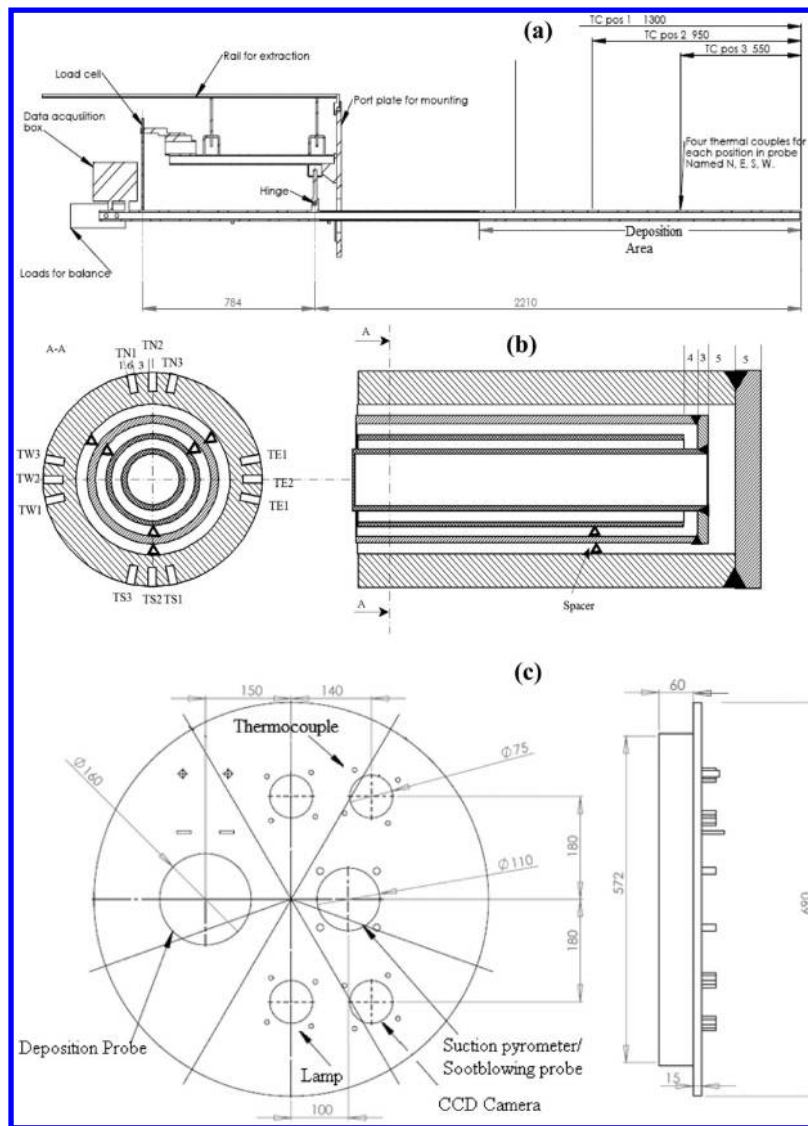 (a)
TC pos 1 1300
TC pos 2 950
TC pos 3 550
Rail for extraction
Load cell
Port plate for mounting
Data acqusition
box
Four thermal couples for
each position in probe
Named N, E, S, W.
Hinge
Deposition
Area
Loads for balance
784
2210
A-A
(b)
A
TN2
TN1
TN3
1.6 3
4 3 5 5
TW3
TW2
TW1
TE1
TE2
TE1
TS3
TS2
TS1
A
Spacer
(c)
150
140
60
Thermocouple
Ø75
Ø160
180
Ø110
572
690
180
Deposition Probe
Suction pyrometer/
Sootblowing probe
Lamp
CCD Camera
15
100